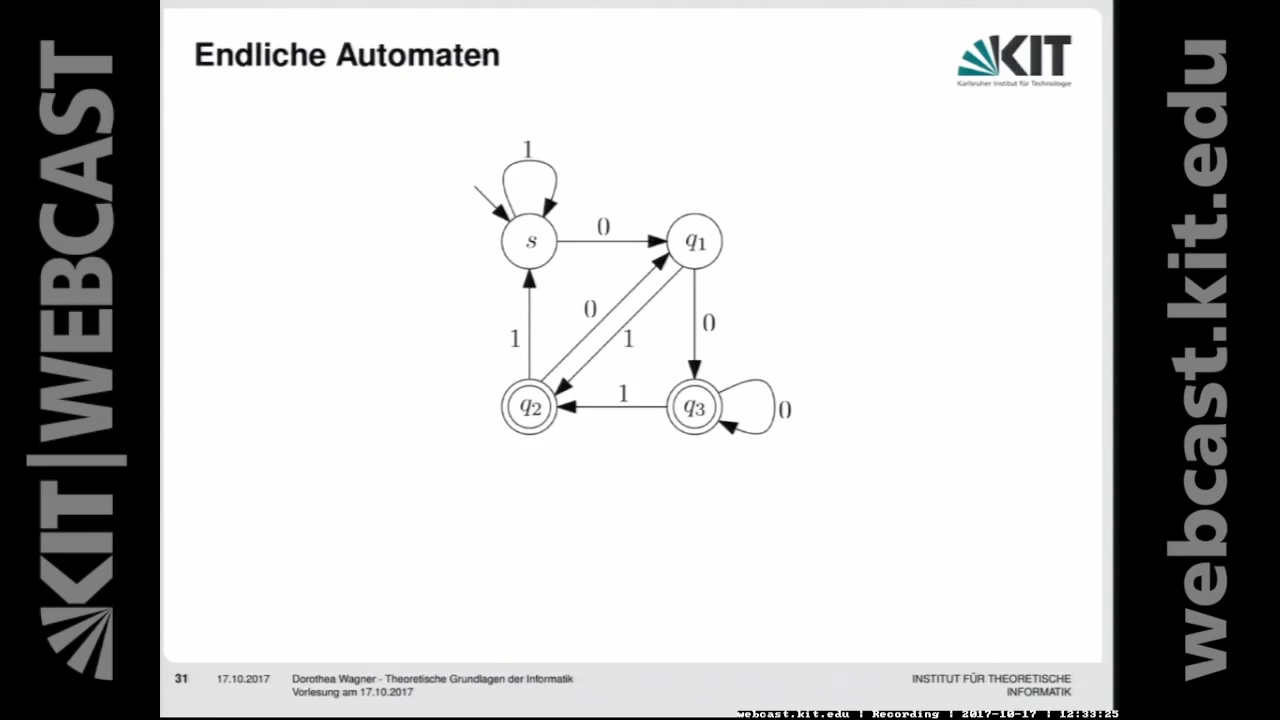 KIT|WEBCAST
Endliche Automaten
KIT
Karlsruher Institut für Technologie
1
s
0
q1
0
1
1
0
q2
1
q3
0
31
17.10.2017
Dorothea Wagner - Theoretische Grundlagen der Informatik
Vorlesung am 17.10.2017
INSTITUT FÜR THEORETISCHE
INFORMATIK
webcast.kit.edu | Recording | 2017-10-17 | 12:33:25
webcast.kit.edu